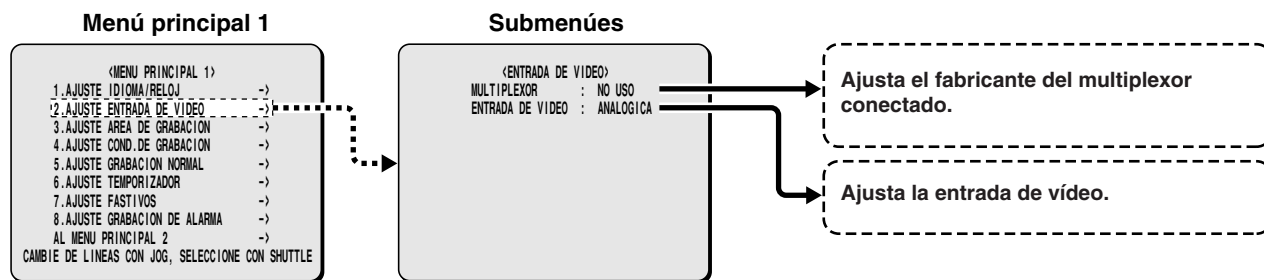 Menú principal 1
<MENU PRINCIPAL 1>
1.AJUSTE IDIOMA/RELOJ ->
2.AJUSTE ENTRADA DE VIDEO ->
3.AJUSTE AREA DE GRABACION ->
4.AJUSTE COND.DE GRABACION ->
5.AJUSTE GRABACION NORMAL ->
6.AJUSTE TEMPORIZADOR ->
7.AJUSTE FASTIVOS ->
8.AJUSTE GRABACION DE ALARMA ->
AL MENU PRINCIPAL 2 ->
CAMBIE DE LINEAS CON JOG, SELECCIONE CON SHUTTLE
Submenúes
<ENTRADA DE VIDEO>
MULTIPLEXOR : NO USO
ENTRADA DE VIDEO : ANALOGICA
Ajusta el fabricante del multiplexor
conectado.
Ajusta la entrada de vídeo.